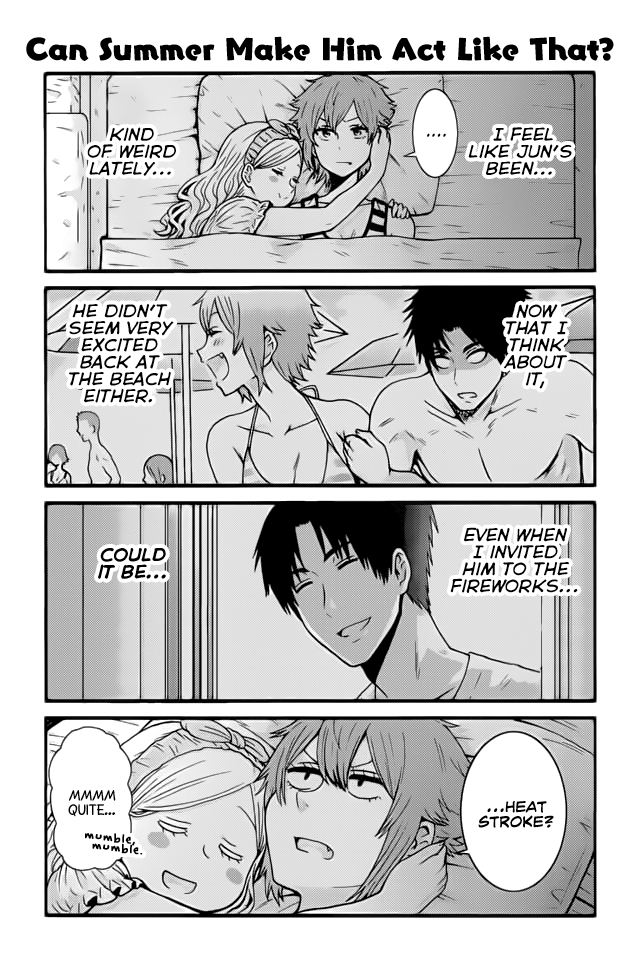 Can Summer Make Him Act Like That?
....
I FEEL
LIKE JUN'S
BEEN...
KIND
OF WEIRD
LATELY...
NOW
THAT I
THINK
ABOUT
IT,
HE DIDN'T
SEEM VERY
EXCITED
BACK AT
THE BEACH
EITHER.
EVEN WHEN
I INVITED
HIM TO THE
FIREWORKS...
COULD
IT BE...
...HEAT
STROKE?
MMMM
QUITE...
mumble,
mumble.